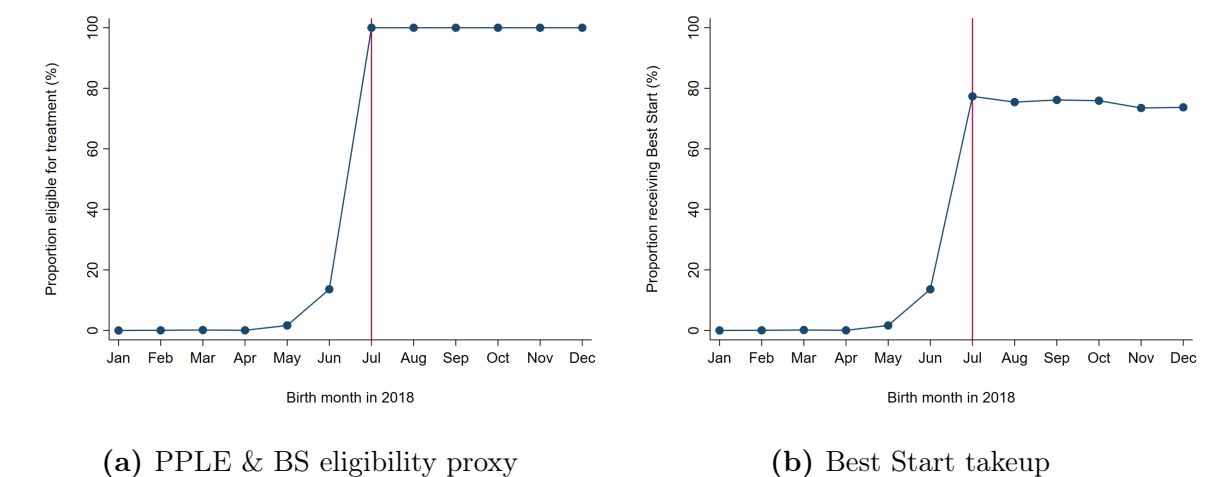 Proportion eligible for treatment (%)
100
80
60
40
20
0
Jan Feb Mar Apr May Jun Jul Aug Sep Oct Nov Dec
Birth month in 2018
(a) PPLE & BS eligibility proxy
Proportion receiving Best Start (%)
100
80
60
40
20
0
Jan Feb Mar Apr May Jun Jul Aug Sep Oct Nov Dec
Birth month in 2018
(b) Best Start takeup